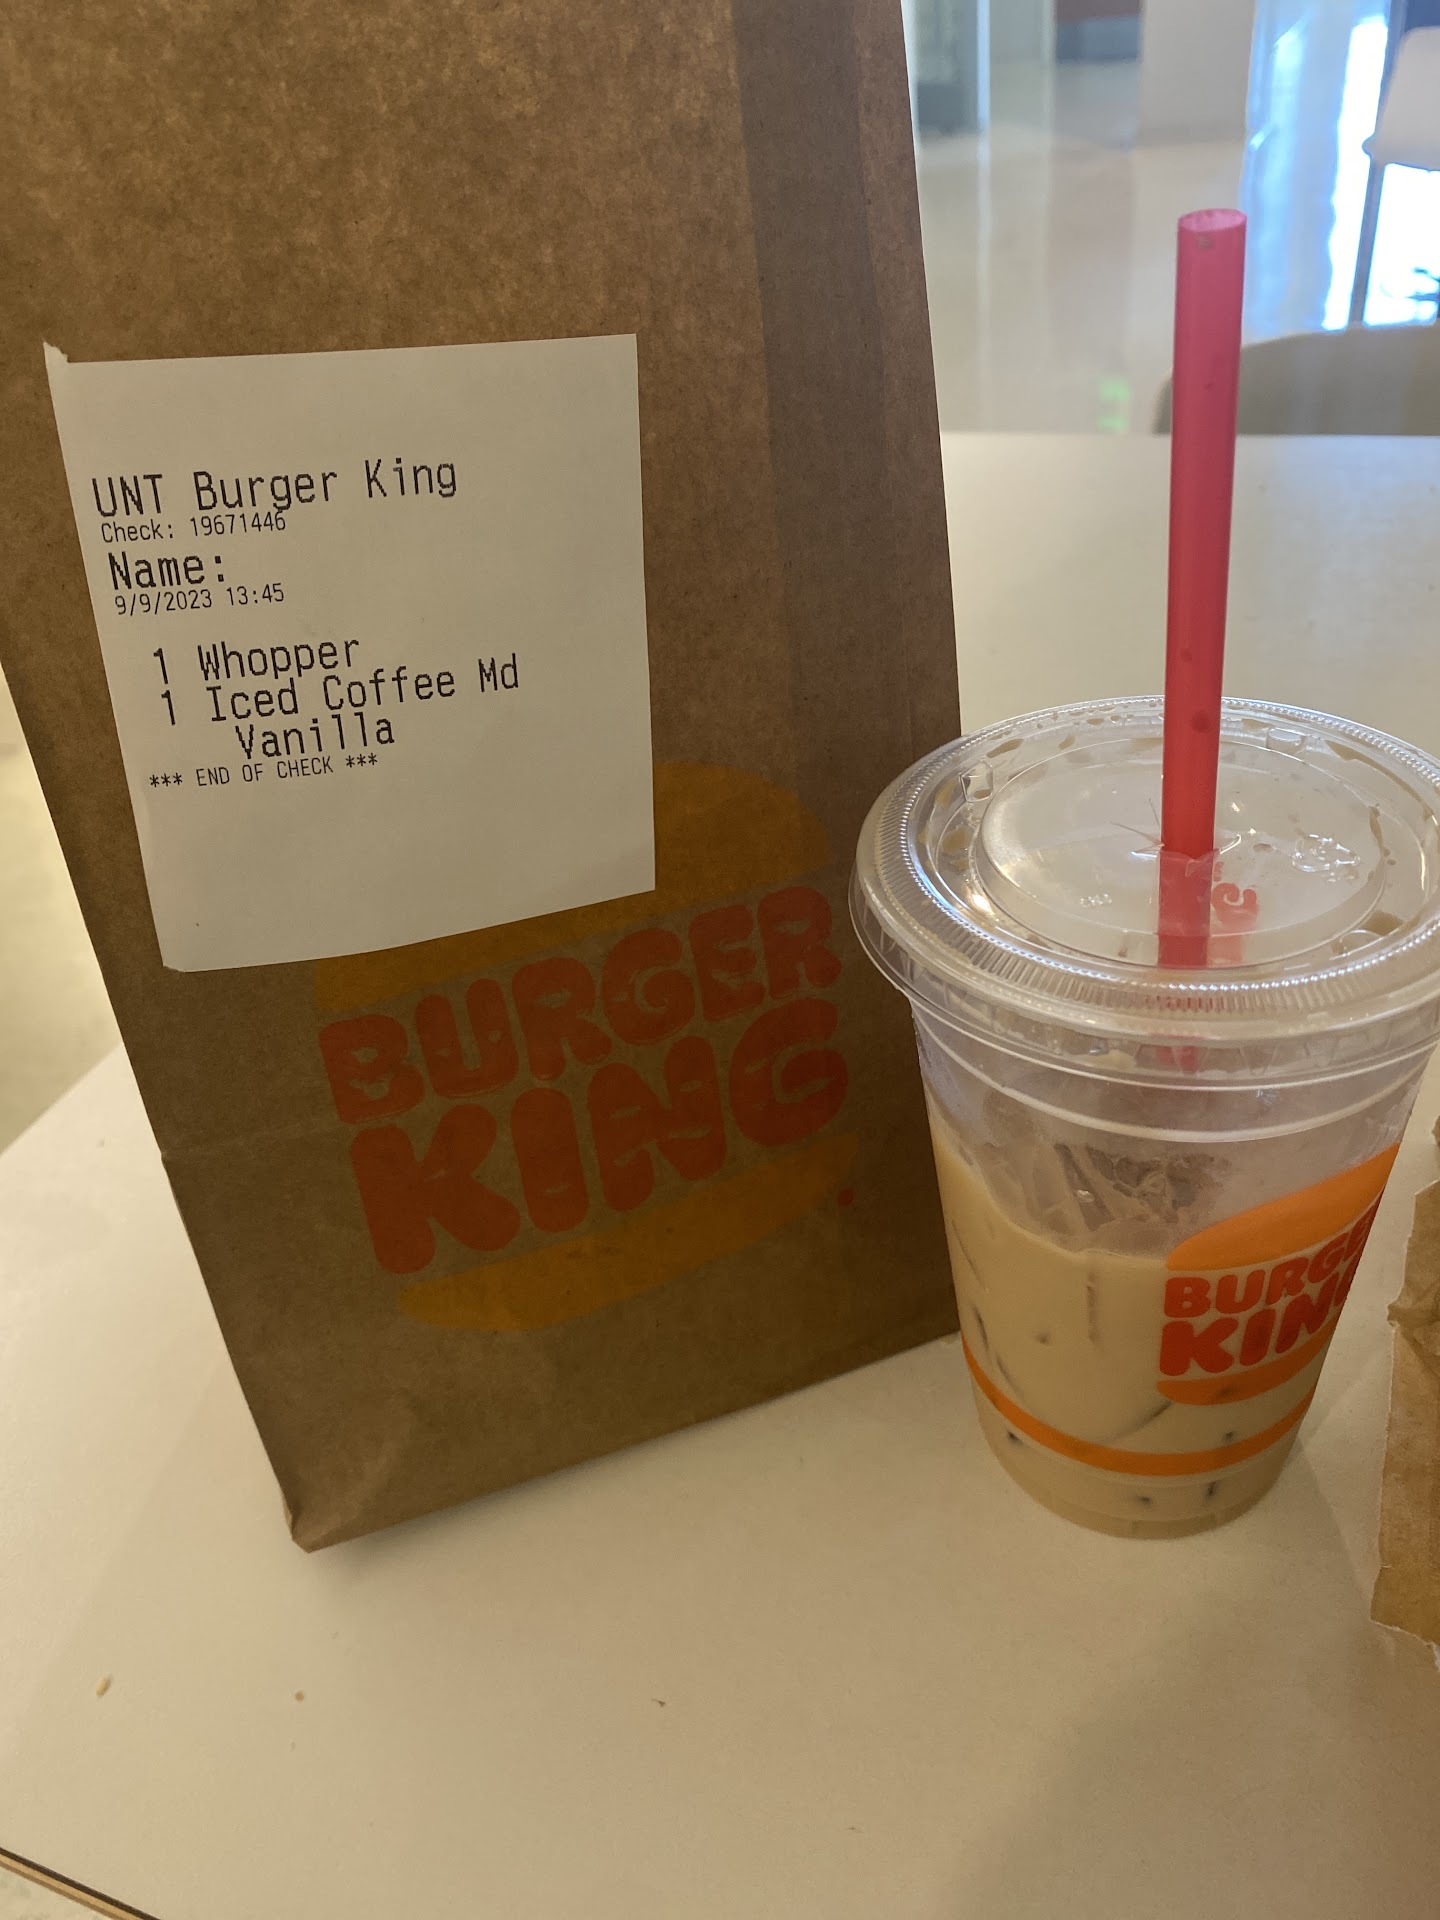 UNT Burger King
Check: 19671446
Name:
9/9/2023 13:45
1 Whopper
1 Iced Coffee Md
Vanilla
*** END OF CHECK ***
BURGER
KING
BURGE
KING